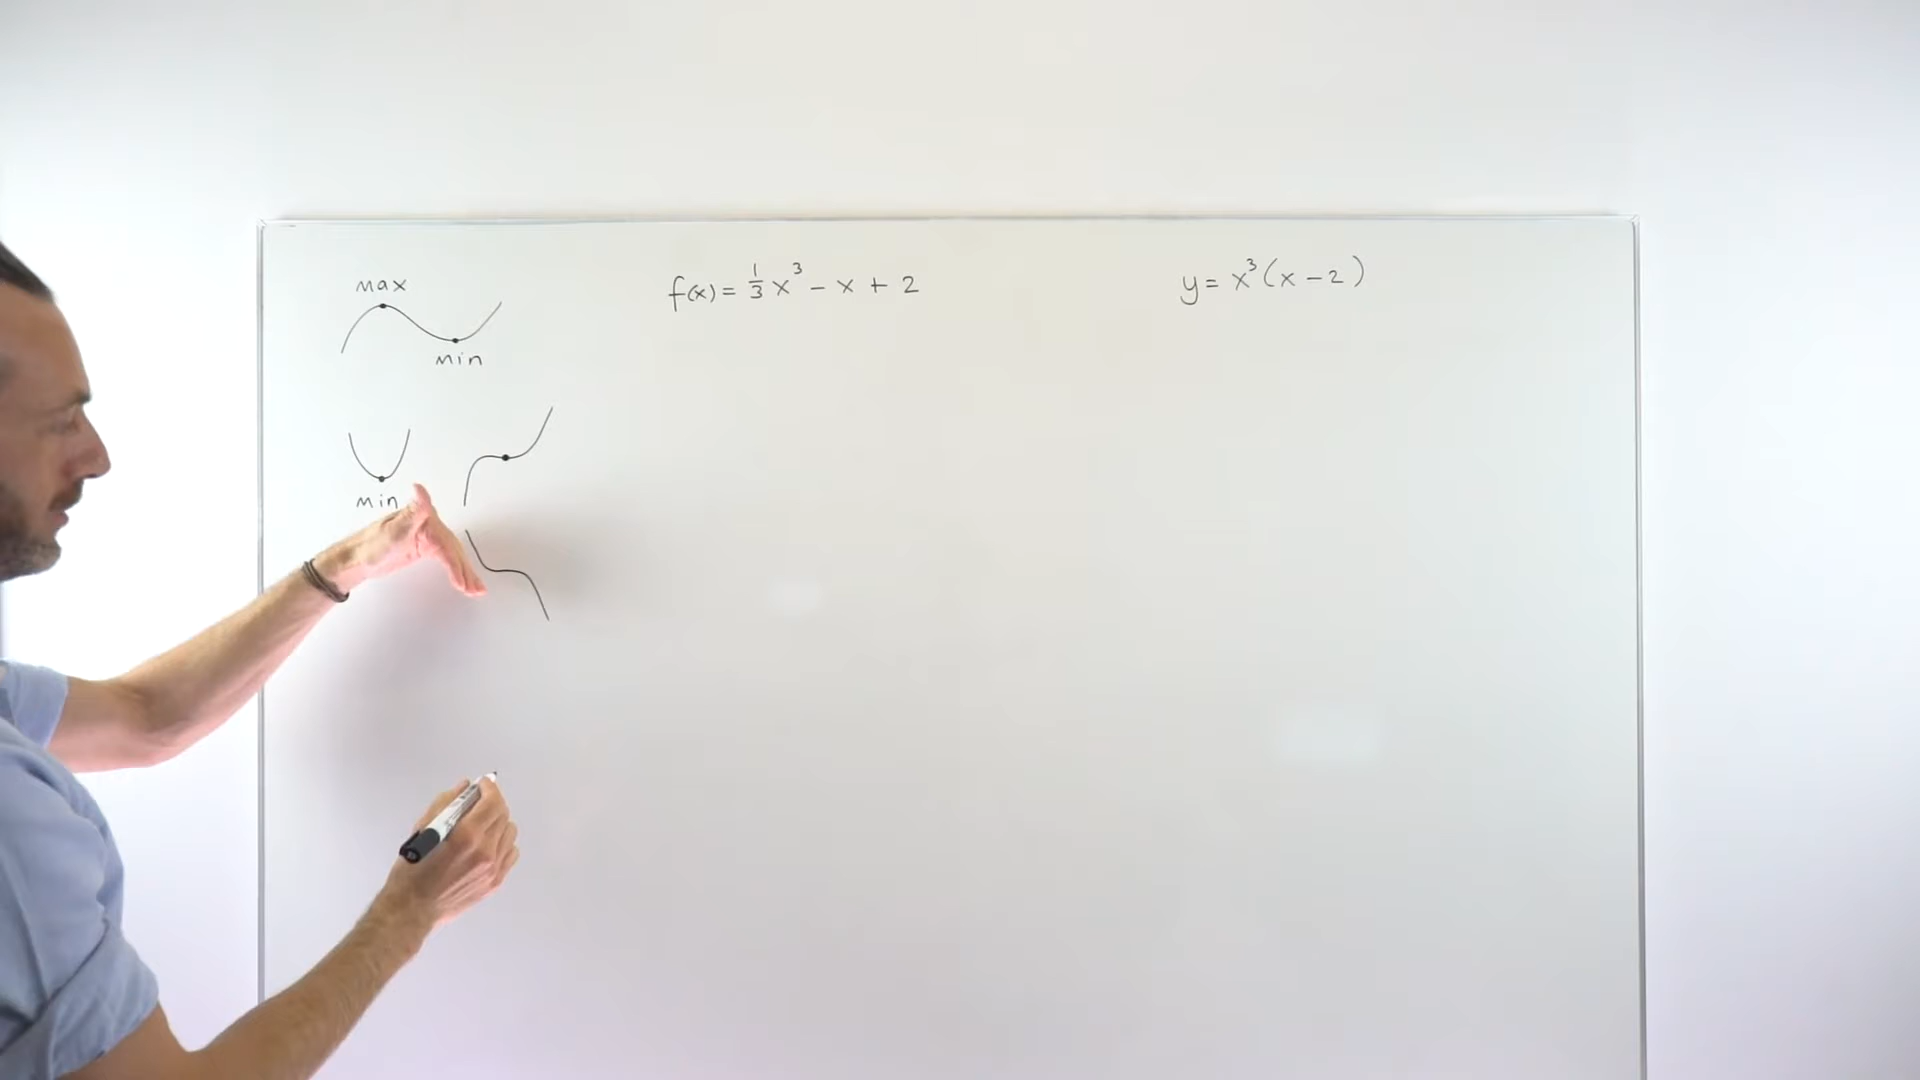 max
min
min
f(x) = 1/3 x³ - x + 2
y = x³(x - 2)